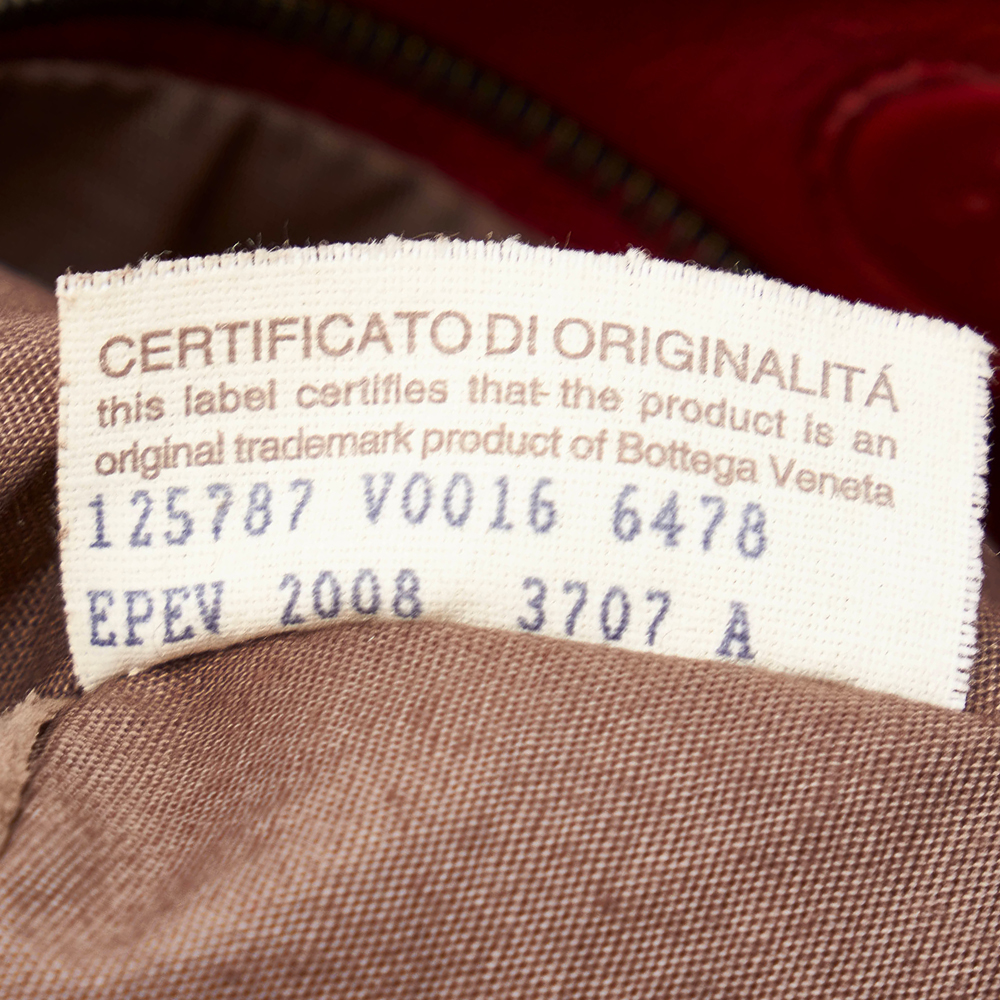 CERTIFICATO DI ORIGINALITÁ
this label certifies that the product is an
original trademark product of Bottega Veneta
125787 V0016 6478
EPEV 2008 3707 A